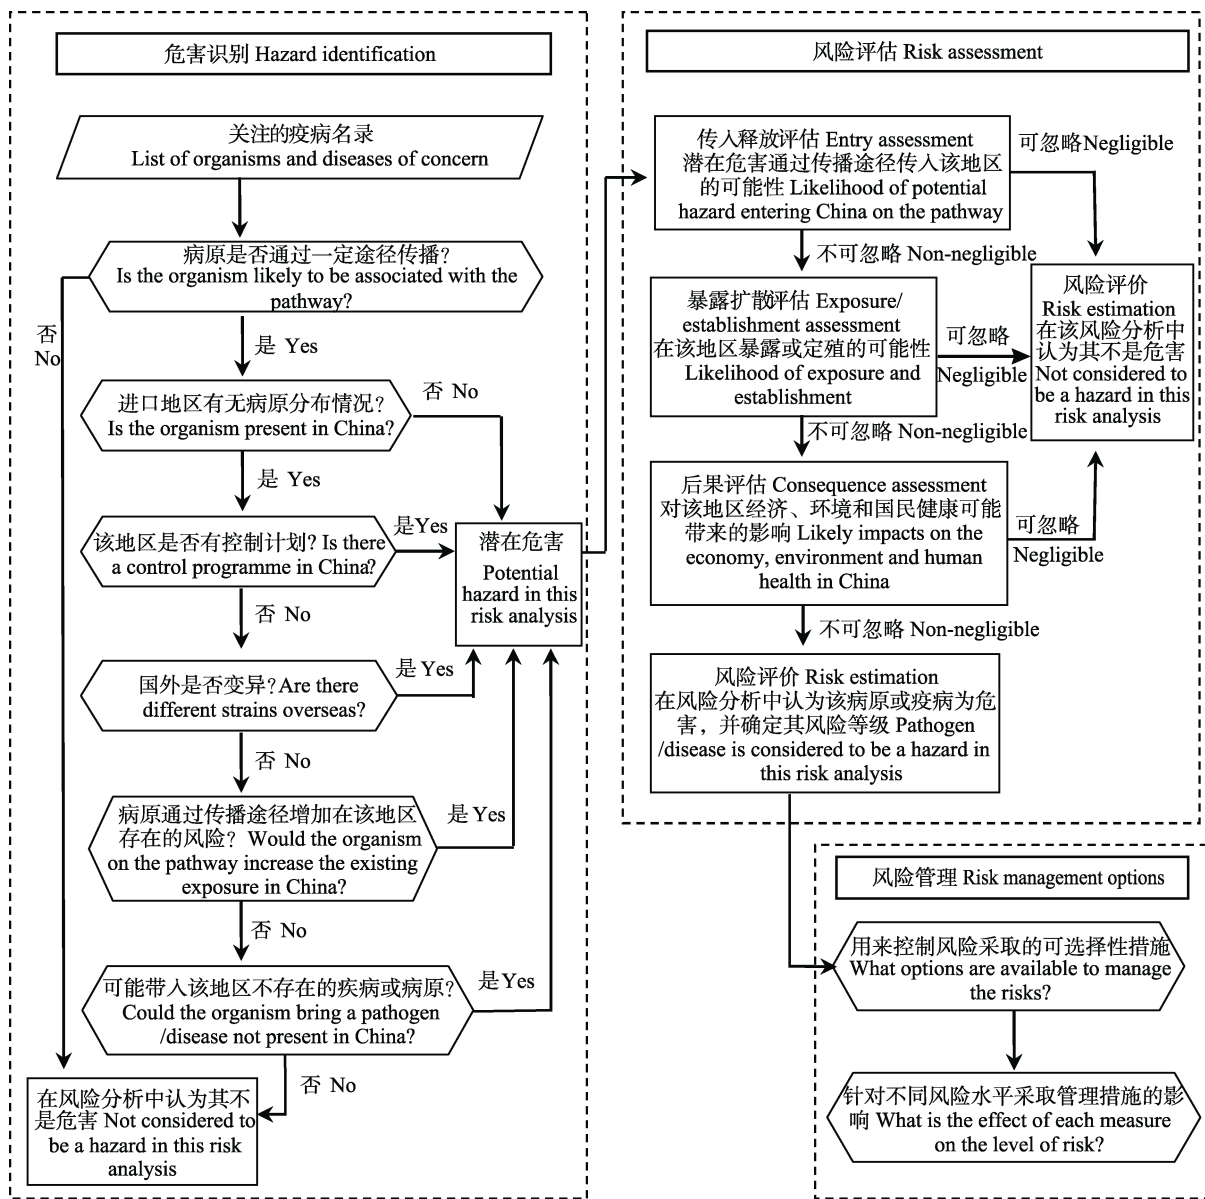 危害识别 Hazard identification
关注的疫病名录
List of organisms and diseases of concern
病原是否通过一定途径传播?
Is the organism likely to be associated with the
pathway?
否
No
是 Yes
进口地区有无病原分布情况?
Is the organism present in China?
否 No
是 Yes
该地区是否有控制计划? Is there
a control programme in China?
是Yes
潜在危害
Potential
hazard in this
risk analysis
否 No
国外是否变异? Are there
different strains overseas?
是 Yes
否 No
病原通过传播途径增加在该地区
存在的风险? Would the organism
on the pathway increase the existing
exposure in China?
是 Yes
否 No
可能带入该地区不存在的疾病或病原?
Could the organism bring a pathogen
/disease not present in China?
是Yes
否 No
在风险分析中认为其不
是危害 Not considered to
be a hazard in this risk
analysis
风险评估 Risk assessment
传入释放评估 Entry assessment
潜在危害通过传播途径传入该地区
的可能性 Likelihood of potential
hazard entering China on the pathway
可忽略Negligible
不可忽略 Non-negligible
暴露扩散评估 Exposure/
establishment assessment
在该地区暴露或定殖的可能性
Likelihood of exposure and
establishment
可忽略
Negligible
风险评价
Risk estimation
在该风险分析中
认为其不是危害
Not considered to
be a hazard in this
risk analysis
不可忽略 Non-negligible
后果评估 Consequence assessment
对该地区经济、环境和国民健康可能
带来的影响 Likely impacts on the
economy, environment and human
health in China
可忽略
Negligible
不可忽略 Non-negligible
风险评价 Risk estimation
在风险分析中认为该病原或疫病为危
害，并确定其风险等级 Pathogen
/disease is considered to be a hazard in
this risk analysis
风险管理 Risk management options
用来控制风险采取的可选择性措施
What options are available to manage
the risks?
针对不同风险水平采取管理措施的影
响 What is the effect of each measure
on the level of risk?